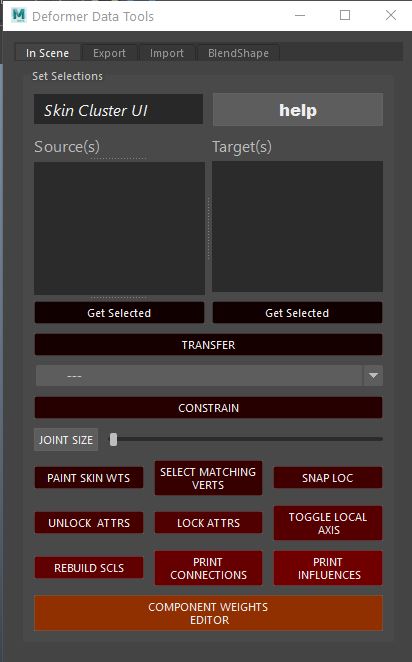 Deformer Data Tools
In Scene Export Import BlendShape
Set Selections
Skin Cluster UI help
Source(s) Target(s)
Get Selected Get Selected
TRANSFER
---
CONSTRAIN
JOINT SIZE
PAINT SKIN WTS
SELECT MATCHING
VERTS
SNAP LOC
UNLOCK ATTRS
LOCK ATTRS
TOGGLE LOCAL
AXIS
REBUILD SCLS
PRINT
CONNECTIONS
PRINT
INFLUENCES
COMPONENT WEIGHTS
EDITOR